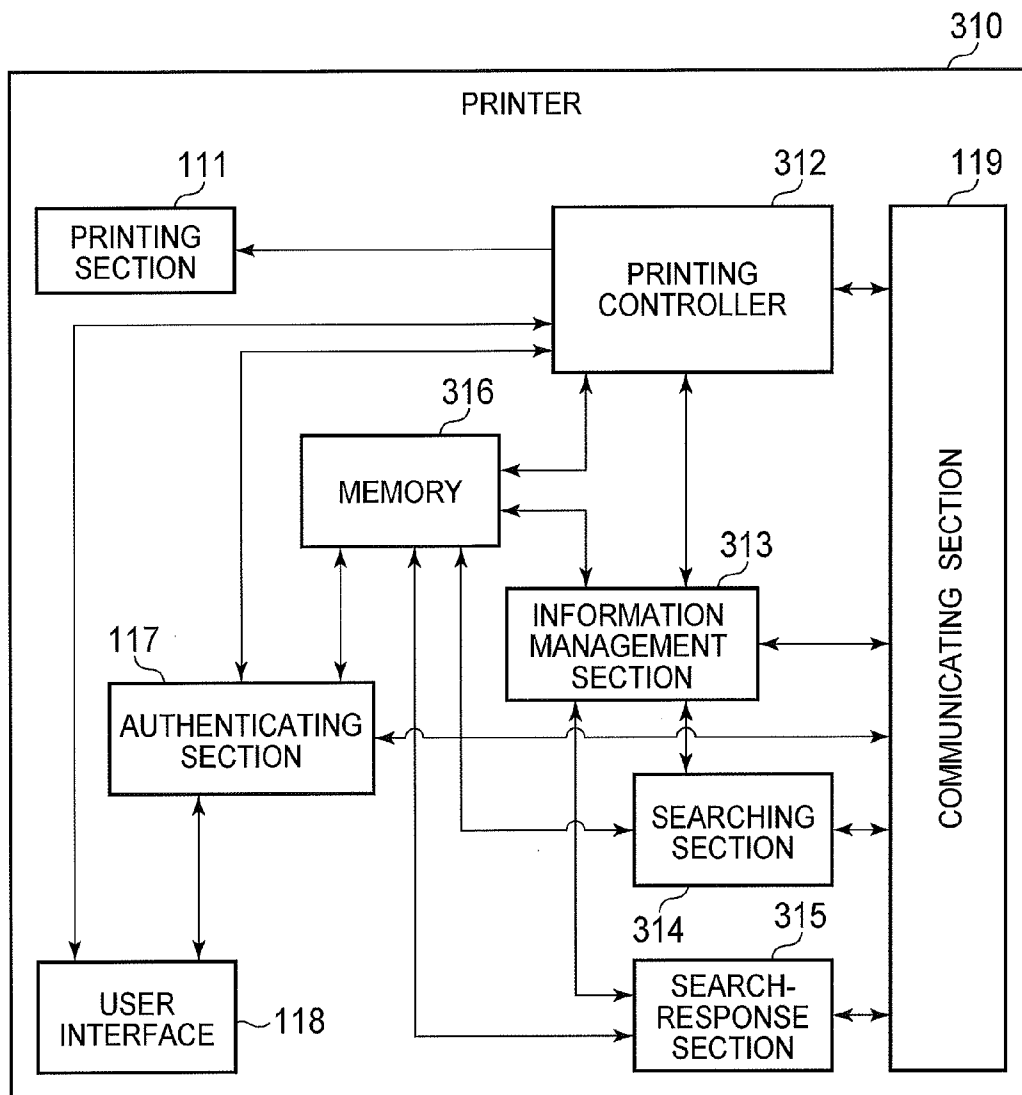 310
PRINTER
111
PRINTING
SECTION
312
PRINTING
CONTROLLER
119
COMMUNICATING SECTION
316
MEMORY
313
INFORMATION
MANAGEMENT
SECTION
117
AUTHENTICATING
SECTION
SEARCHING
SECTION
314
315
SEARCH-
RESPONSE
SECTION
USER
INTERFACE
118